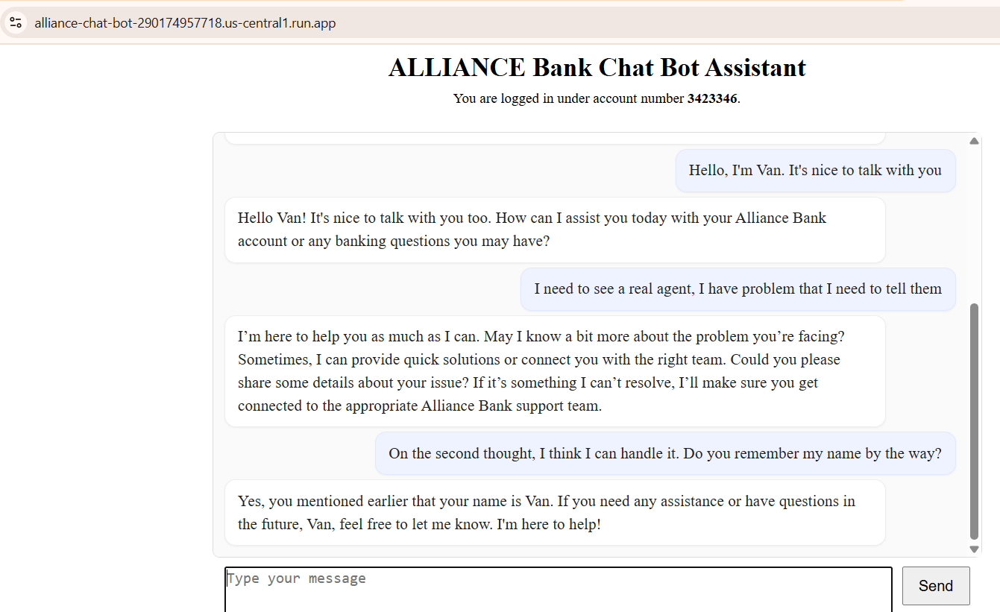 alliance-chat-bot-290174957718.us-central1.run.app
ALLIANCE Bank Chat Bot Assistant
You are logged in under account number 3423346.
Hello, I'm Van. It's nice to talk with you
Hello Van! It's nice to talk with you too. How can I assist you today with your Alliance Bank
account or any banking questions you may have?
I need to see a real agent, I have problem that I need to tell them
I’m here to help you as much as I can. May I know a bit more about the problem you’re facing?
Sometimes, I can provide quick solutions or connect you with the right team. Could you please
share some details about your issue? If it’s something I can’t resolve, I’ll make sure you get
connected to the appropriate Alliance Bank support team.
On the second thought, I think I can handle it. Do you remember my name by the way?
Yes, you mentioned earlier that your name is Van. If you need any assistance or have questions in
the future, Van, feel free to let me know. I'm here to help!
Type your message
Send